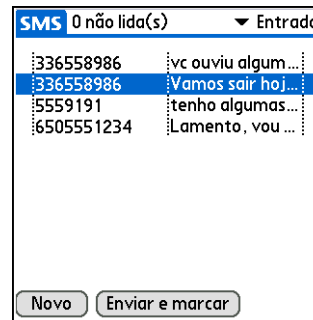 SMS 0 não lida(s) Entrada
336558986 vc ouviu algum...
336558986 Vamos sair hoj...
5559191 tenho algumas...
6505551234 Lamento, vou ...
Novo Enviar e marcar